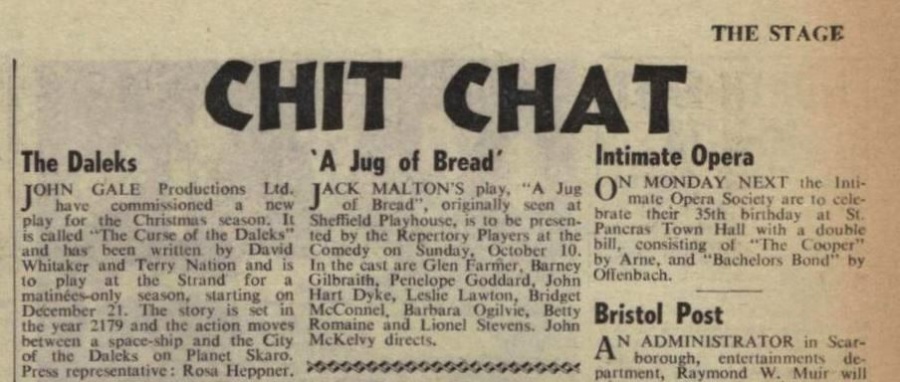 THE STAGE
CHIT CHAT
The Daleks
JOHN GALE Productions Ltd.
have commissioned a new
play for the Christmas season. It
is called "The Curse of the Daleks"
and has been written by David
Whitaker and Terry Nation and is
to play at the Strand for a
matinées-only season, starting on
December 21. The story is set in
the year 2179 and the action moves
between a space-ship and the City
of the Daleks on Planet Skaro.
Press representative: Rosa Heppner.
'A Jug of Bread'
JACK MALTON'S play, "A Jug
of Bread", originally seen at
Sheffield Playhouse, is to be presen-
ted by the Repertory Players at the
Comedy on Sunday, October 10.
In the cast are Glen Farmer, Barney
Gilbraith, Penelope Goddard, John
Hart Dyke, Leslie Lawton, Bridget
McConnel, Barbara Ogilvie, Betty
Romaine and Lionel Stevens. John
McKelvy directs.
Intimate Opera
ON MONDAY NEXT the Inti-
mate Opera Society are to cele-
brate their 35th birthday at St.
Pancras Town Hall with a double
bill, consisting of "The Cooper"
by Arne, and "Bachelors Bond" by
Offenbach.
Bristol Post
AN ADMINISTRATOR in Scar-
borough, entertainments de-
partment, Raymond W. Muir will